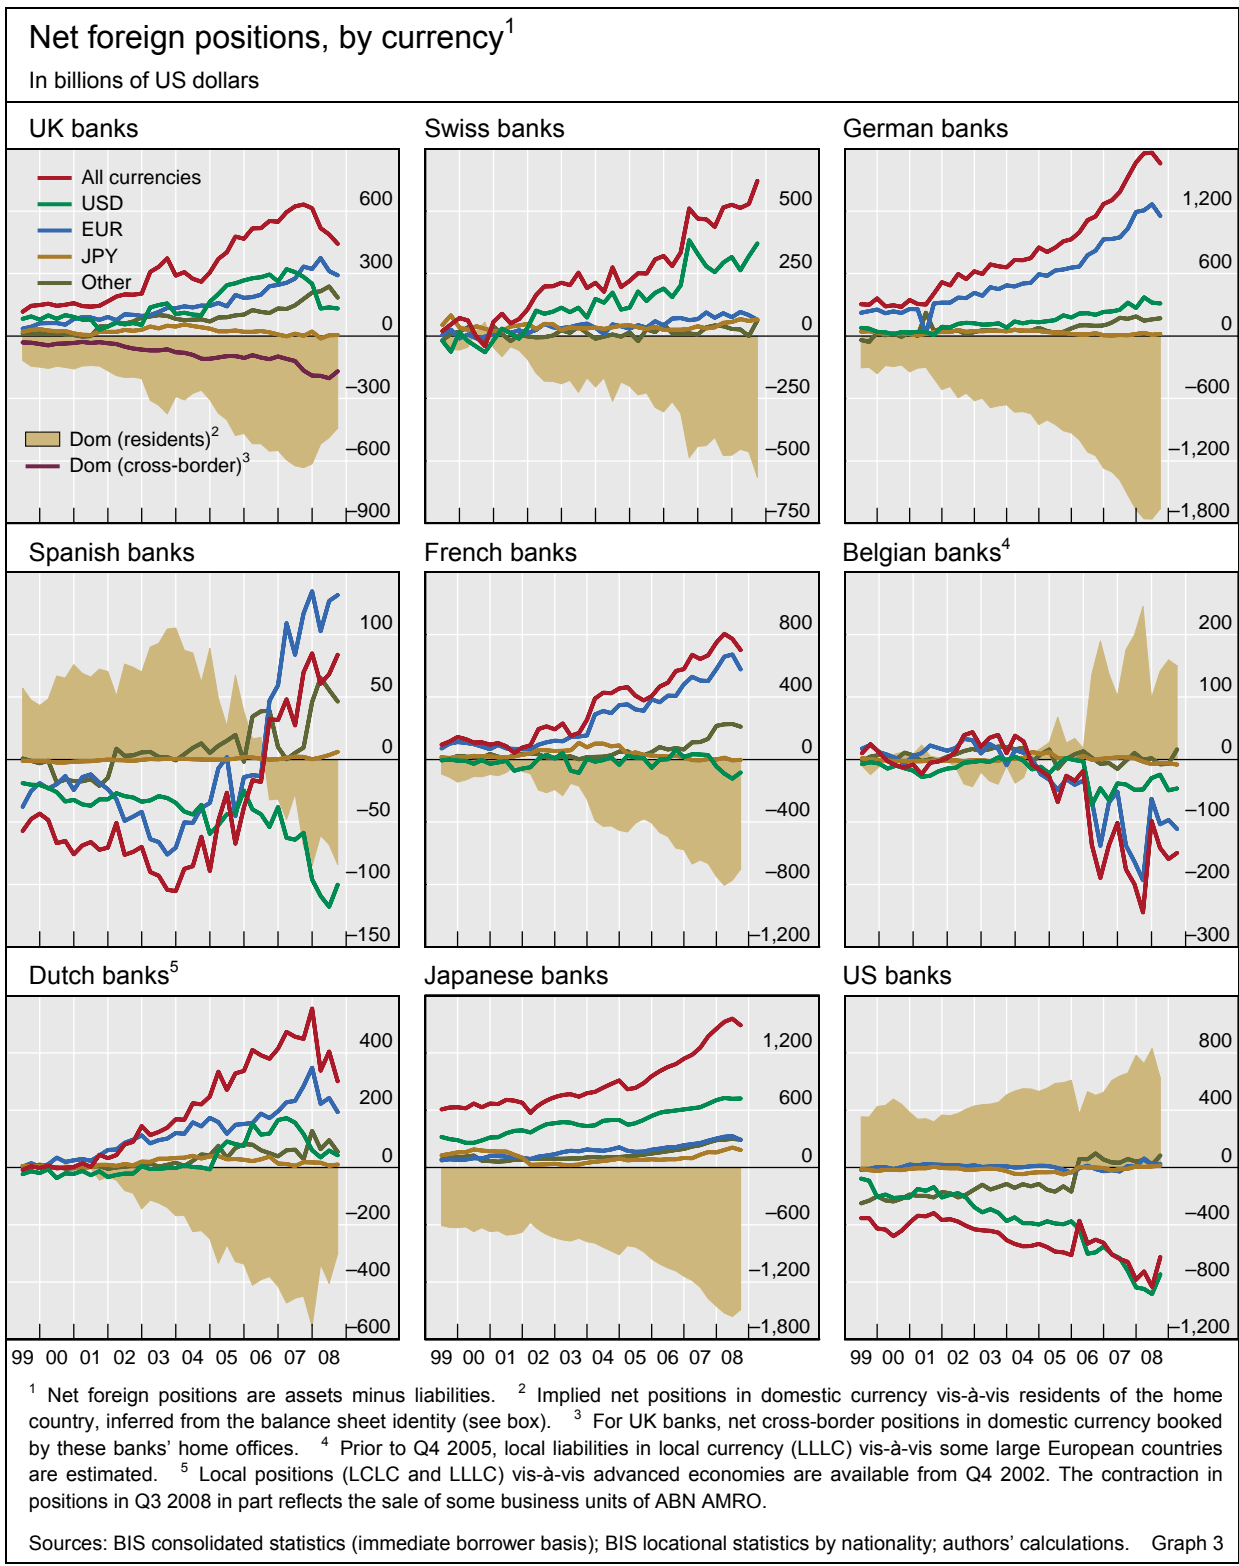 Net foreign positions, by currency1
In billions of US dollars
UK banks
Swiss banks
German banks
All currencies
USD
EUR
JPY
Other
Dom (residents)2
Dom (cross-border)3
600
300
0
–300
–600
–900
500
250
0
–250
–500
–750
1,200
600
0
–600
–1,200
–1,800
Spanish banks
French banks
Belgian banks4
100
50
0
–50
–100
–150
800
400
0
–400
–800
–1,200
200
100
0
–100
–200
–300
Dutch banks5
Japanese banks
US banks
400
200
0
–200
–400
–600
1,200
600
0
–600
–1,200
–1,800
800
400
0
–400
–800
–1,200
99 00 01 02 03 04 05 06 07 08
99 00 01 02 03 04 05 06 07 08
99 00 01 02 03 04 05 06 07 08
1 Net foreign positions are assets minus liabilities. 2 Implied net positions in domestic currency vis-à-vis residents of the home
country, inferred from the balance sheet identity (see box). 3 For UK banks, net cross-border positions in domestic currency booked
by these banks’ home offices. 4 Prior to Q4 2005, local liabilities in local currency (LLLC) vis-à-vis some large European countries
are estimated. 5 Local positions (LCLC and LLLC) vis-à-vis advanced economies are available from Q4 2002. The contraction in
positions in Q3 2008 in part reflects the sale of some business units of ABN AMRO.
Sources: BIS consolidated statistics (immediate borrower basis); BIS locational statistics by nationality; authors’ calculations. Graph 3